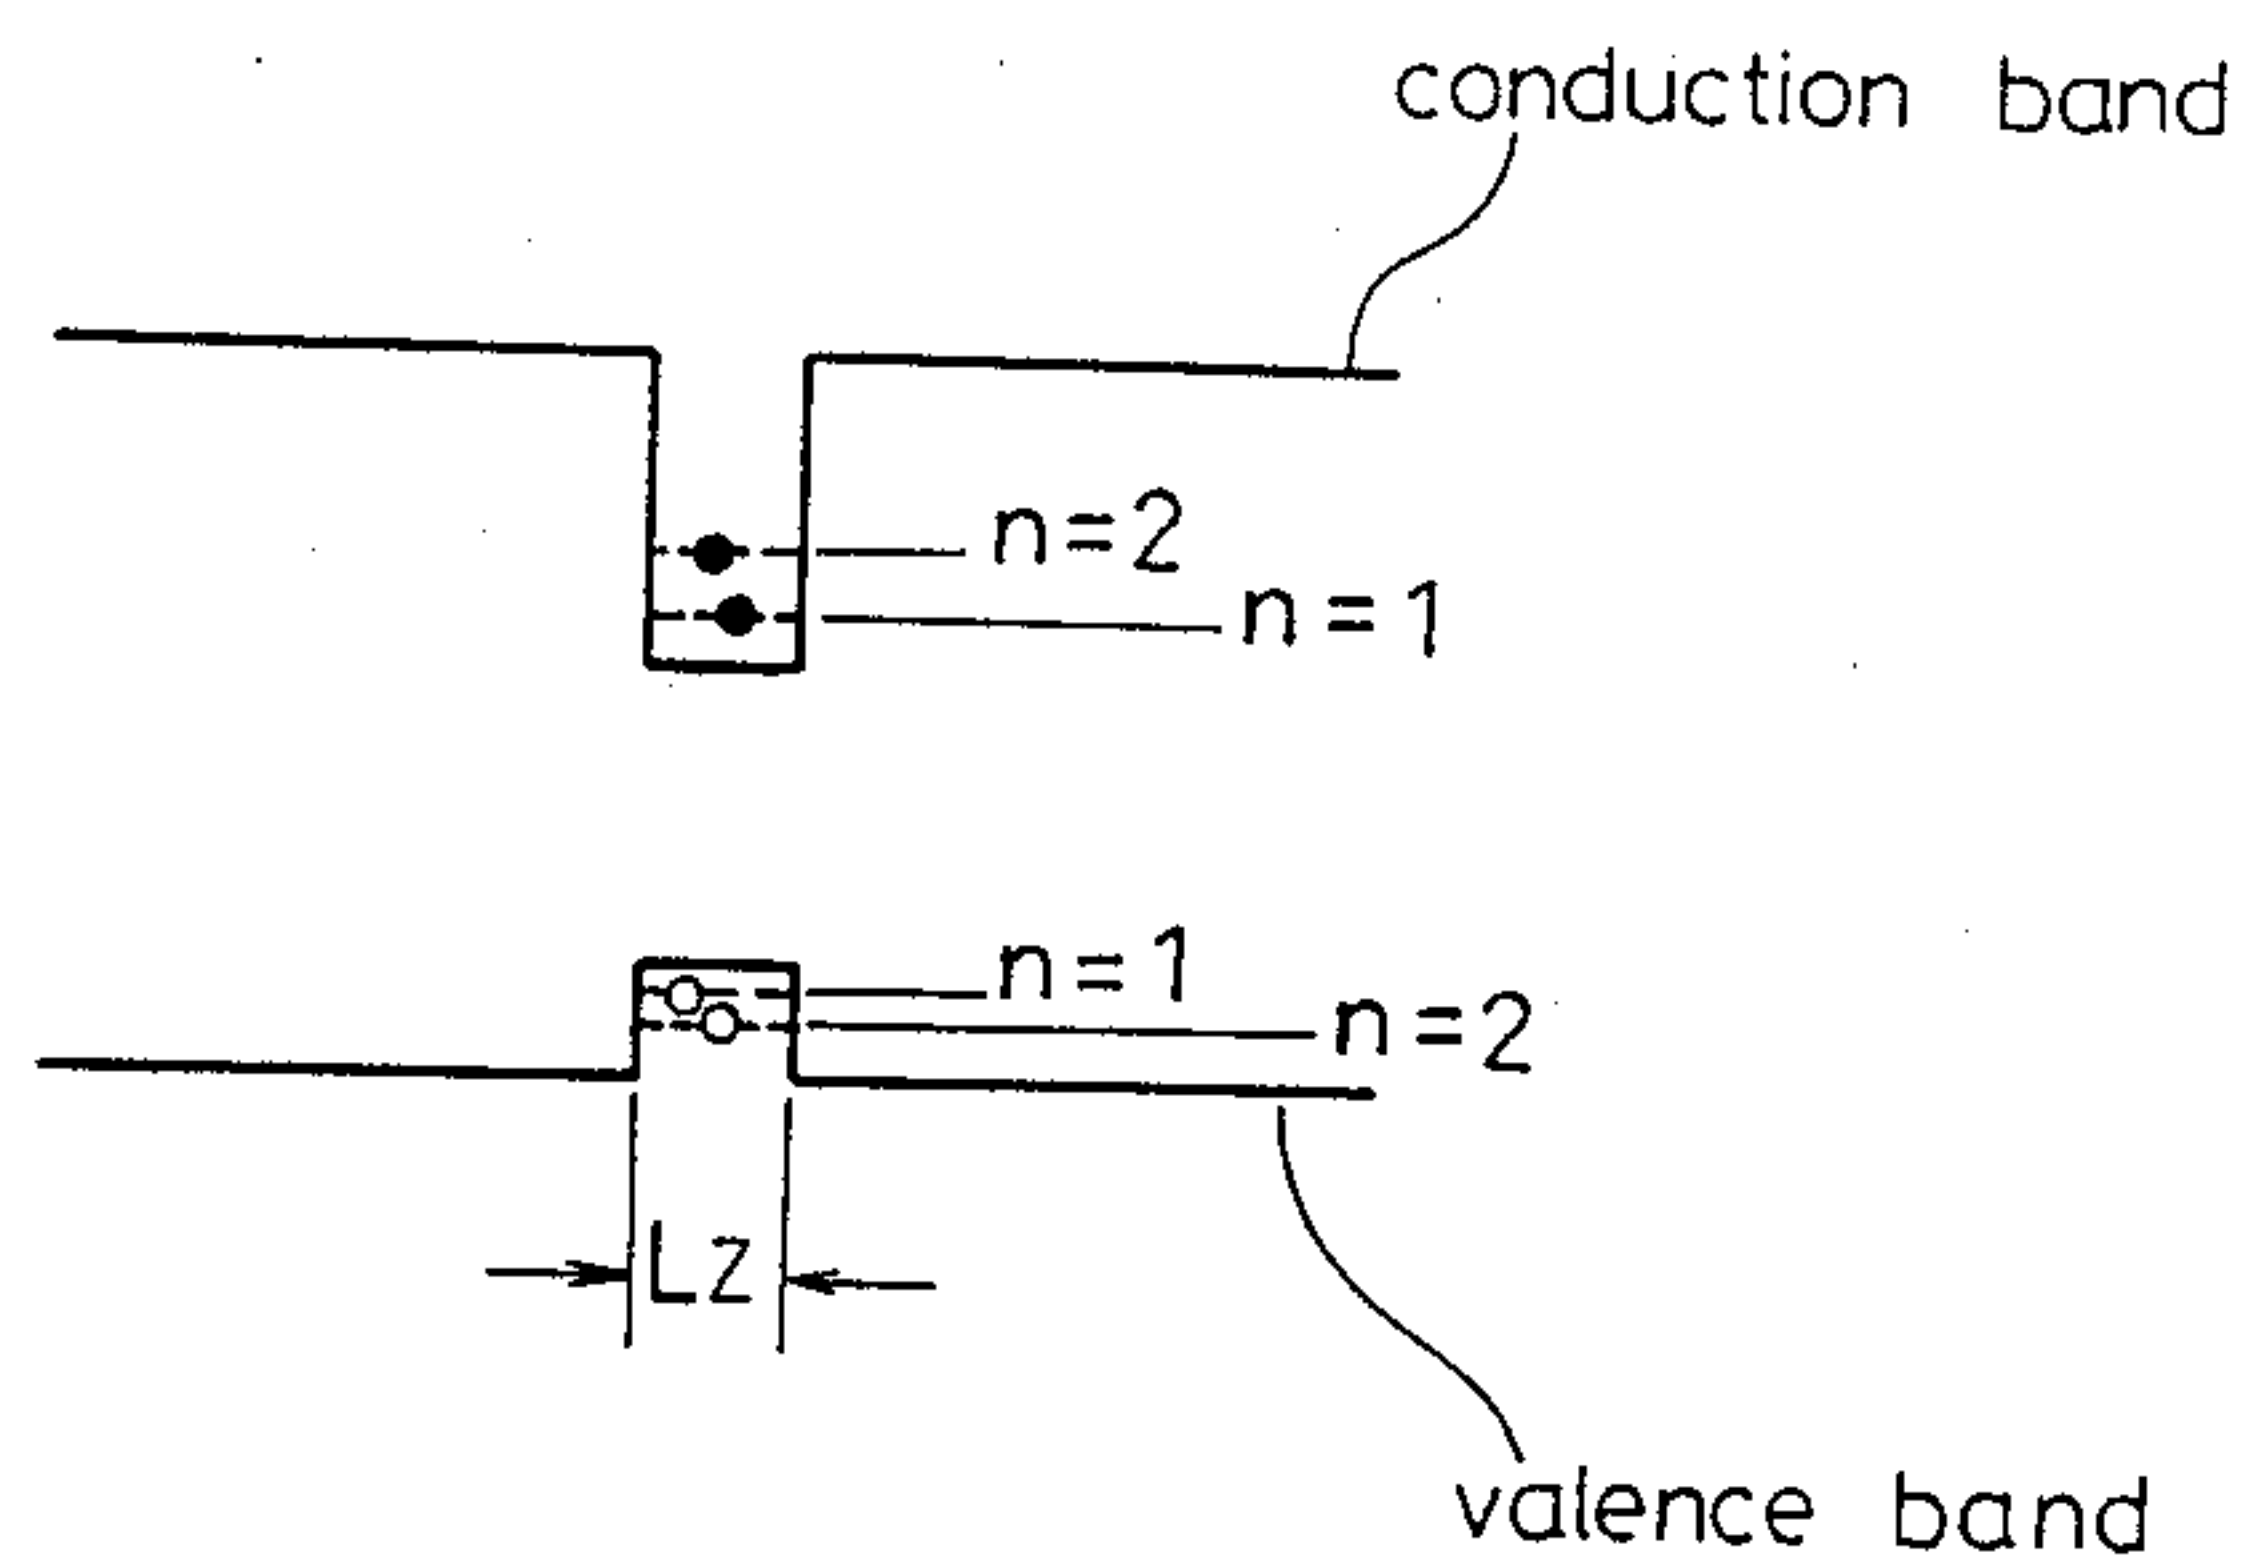 conduction band
n=2
n=1
n=1
n=2
Lz
valence band